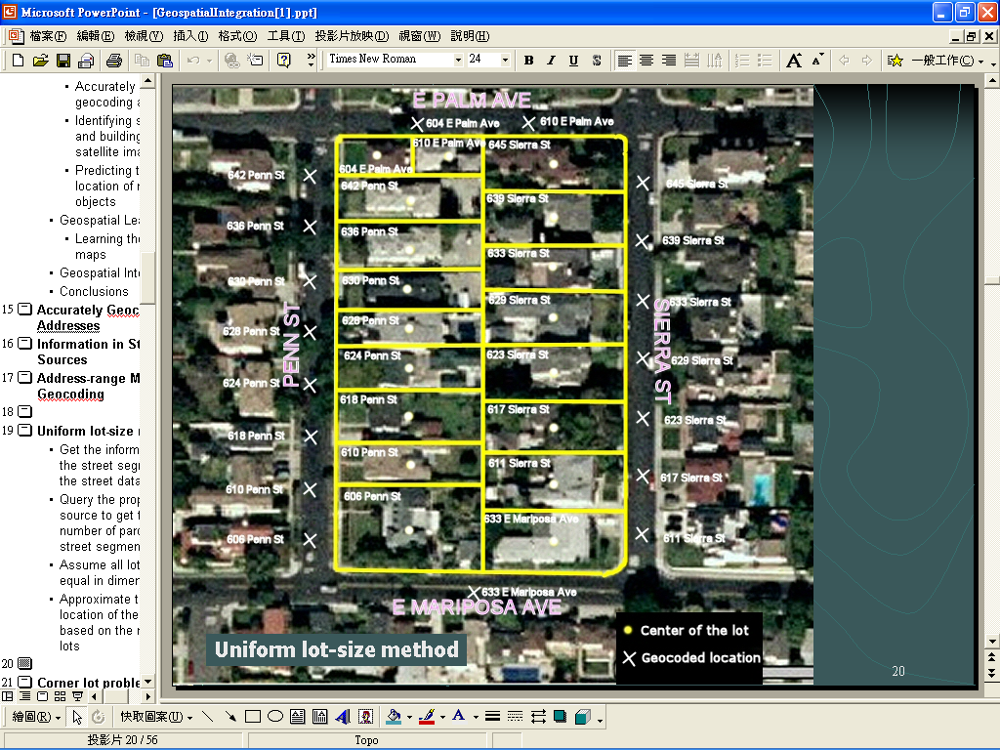 Microsoft PowerPoint - [GeospatialIntegration[1].ppt]
檔案(F) 編輯(E) 檢視(V) 插入(I) 格式(O) 工具(T) 投影片放映(D) 視窗(W) 說明(H)
Times New Roman 24 B I U S A A 一般工作(C)
Accurately
geocoding a
Identifying s
and building
satellite ima
Predicting t
location of r
objects
Geospatial Lea
Learning th
maps
Geospatial Int
Conclusions
15 Accurately Geoc
Addresses
16 Information in St
Sources
17 Address-range M
Geocoding
18
19 Uniform lot-size
Get the inform
the street seg
the street data
Query the prop
source to get t
number of parc
street segmen
Assume all lot
equal in dimen
Approximate t
location of the
based on the r
lots
20
21 Corner lot proble
E PALM AVE
604 E Palm Ave 610 E Palm Ave
610 E Palm Ave 645 Sierra St
604 E Palm Ave
642 Penn St 642 Penn St 645 Sierra St
639 Sierra St
636 Penn St 636 Penn St 639 Sierra St
633 Sierra St
630 Penn St 630 Penn St
629 Sierra St 633 Sierra St
628 Penn St 628 Penn St
PENN ST
SIERRA ST
624 Penn St 623 Sierra St 629 Sierra St
624 Penn St
618 Penn St 617 Sierra St 623 Sierra St
618 Penn St
610 Penn St 611 Sierra St 617 Sierra St
610 Penn St
606 Penn St
633 E Mariposa Ave
606 Penn St 611 Sierra St
633 E Mariposa Ave
E MARIPOSA AVE
Center of the lot
Uniform lot-size method
Geocoded location
20
繪圖(R) 快取圖案(U) A A
投影片 20 / 56 Topo